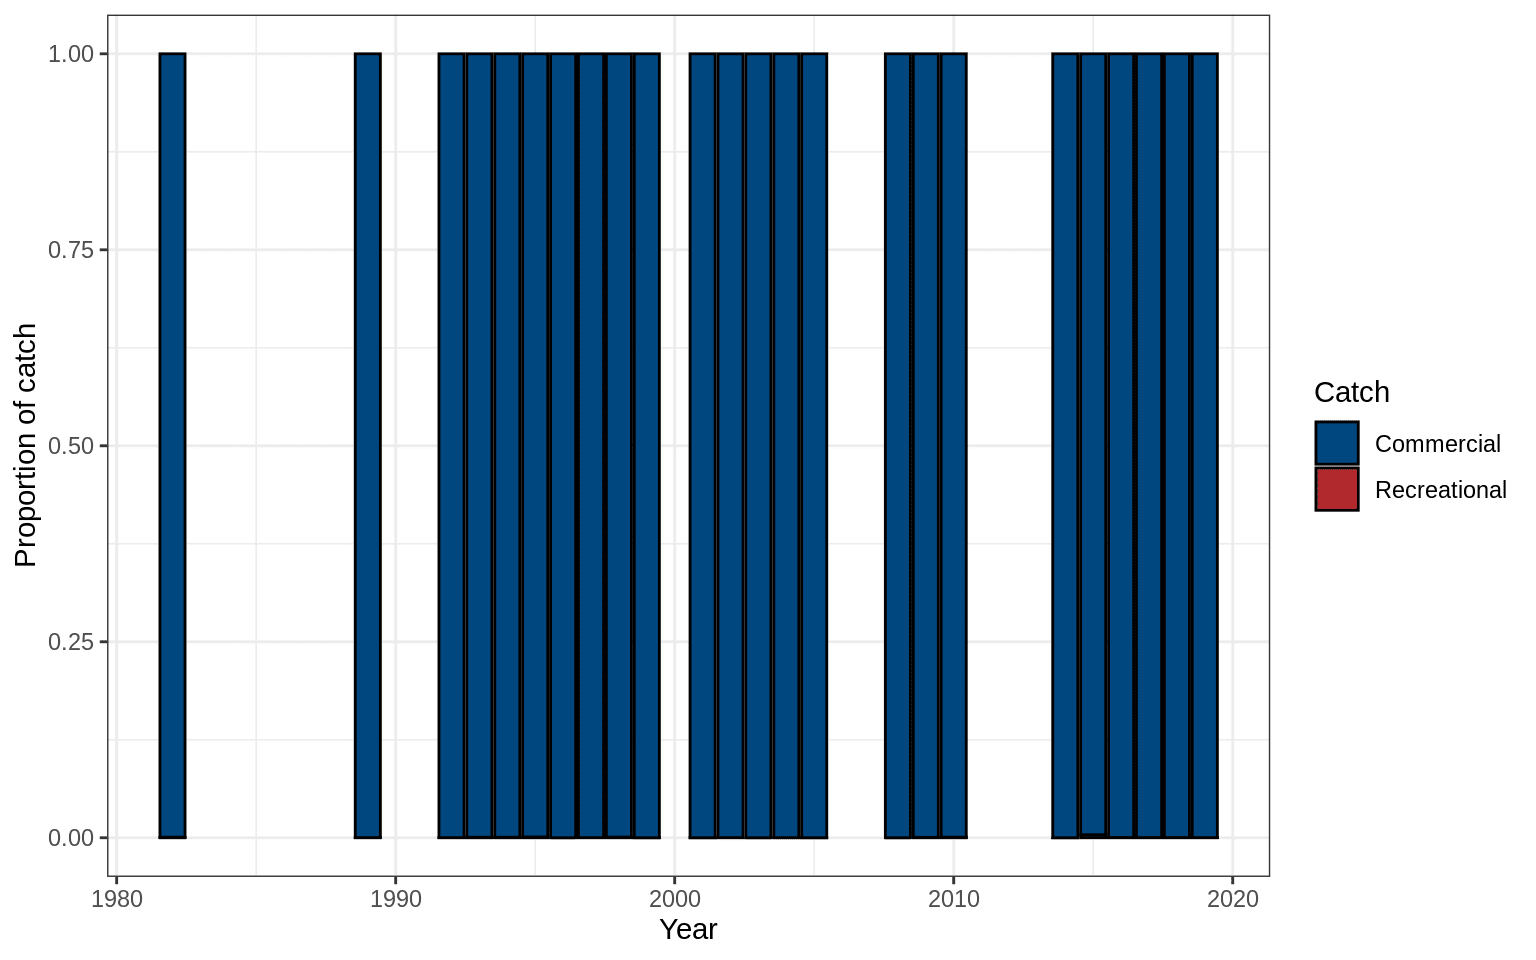 1.00
0.75
0.50
0.25
0.00
Proportion of catch
1980 1990 2000 2010 2020
Year
Catch
Commercial
Recreational